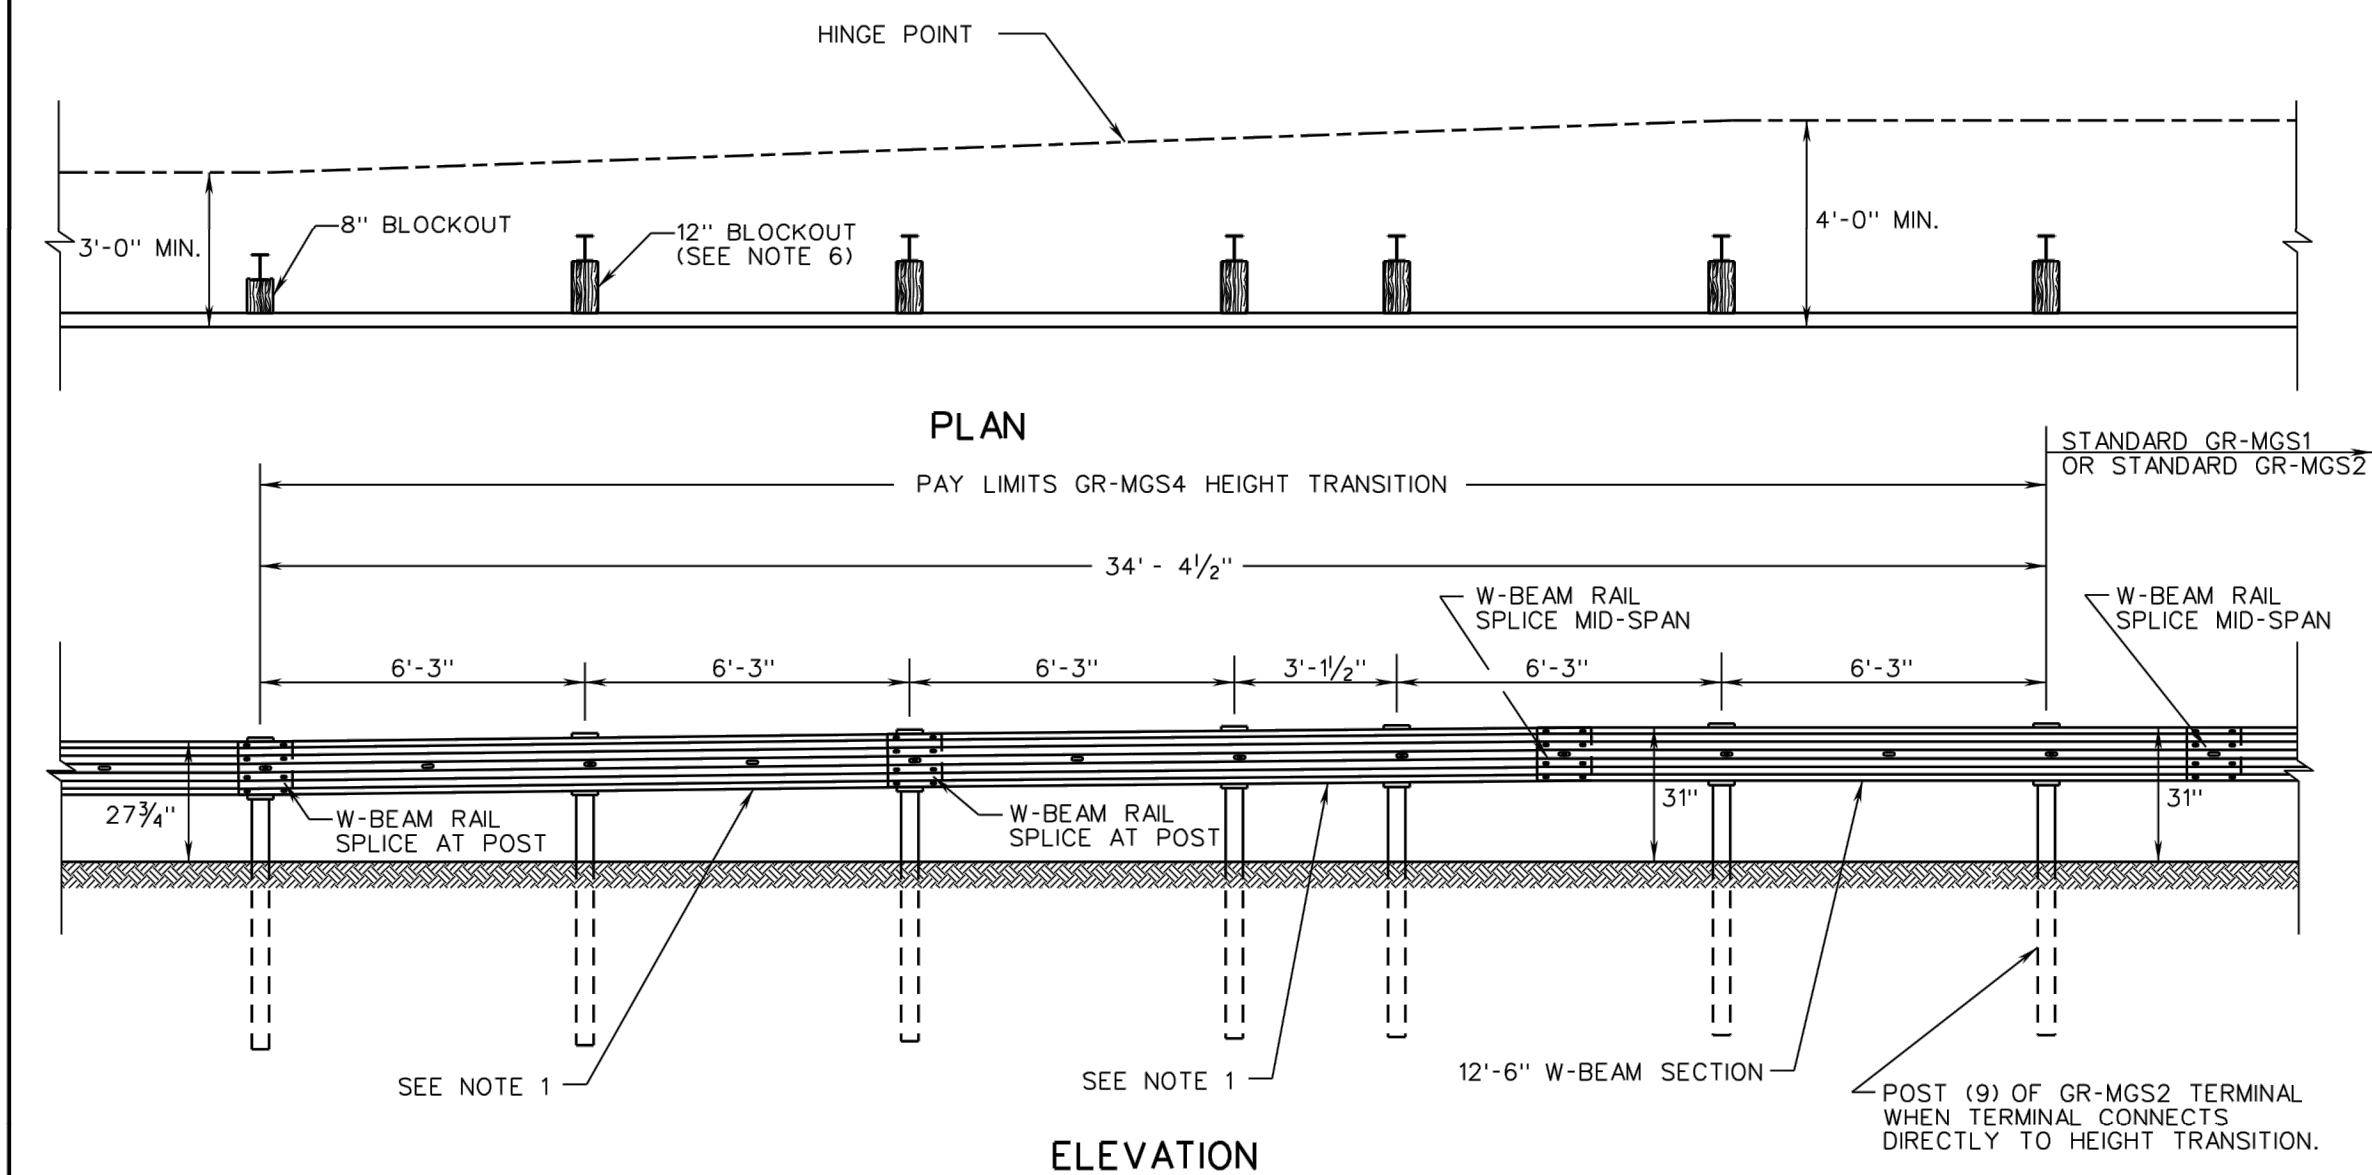 HINGE POINT
3'-0" MIN.
8" BLOCKOUT
12" BLOCKOUT
(SEE NOTE 6)
4'-0" MIN.
PLAN
STANDARD GR-MGS1
OR STANDARD GR-MGS2
PAY LIMITS GR-MGS4 HEIGHT TRANSITION
34' - 4½"
W-BEAM RAIL
SPLICE MID-SPAN
W-BEAM RAIL
SPLICE MID-SPAN
6'-3"
6'-3"
6'-3"
3'-1½"
6'-3"
6'-3"
27¾"
W-BEAM RAIL
SPLICE AT POST
W-BEAM RAIL
SPLICE AT POST
31"
31"
SEE NOTE 1
SEE NOTE 1
12'-6" W-BEAM SECTION
POST (9) OF GR-MGS2 TERMINAL
WHEN TERMINAL CONNECTS
DIRECTLY TO HEIGHT TRANSITION.
ELEVATION